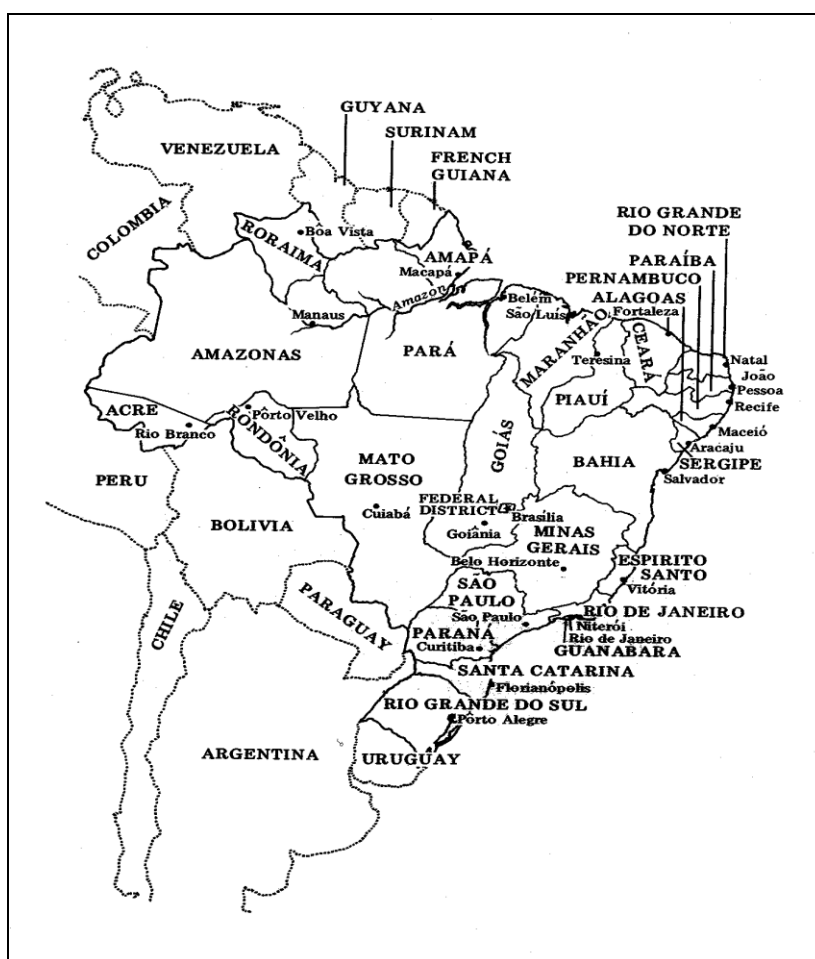 GUYANA
SURINAM
VENEZUELA
FRENCH
GUIANA
COLOMBIA
RIO GRANDE
DO NORTE
Bôa Vista
RORAIMA
AMAPÁ
Macapá
PARAÍBA
PERNAMBUCO
ALAGOAS
Amazon
Belém
São Luís
Fortaleza
Manaus
MARANHÃO
CEARÁ
AMAZONAS
PARÁ
Teresina
Natal
João
Pessoa
PIAUÍ
Recife
ACRE
Pôrto Velho
Rio Branco
RONDÔNIA
GOIÁS
Maceió
Aracaju
SERGIPE
Salvador
BAHIA
MATO
GROSSO
PERU
Cuiabá
FEDERAL
DISTRICT
Brasília
Goiânia
BOLIVIA
MINAS
GERAIS
Belo Horizonte
ESPIRITO
SANTO
Vitória
SÃO
PAULO
São Paulo
PARAGUAY
CHILE
RIO DE JANEIRO
Niterói
Rio de Janeiro
GUANABARA
PARANÁ
Curitiba
SANTA CATARINA
Florianópolis
RIO GRANDE DO SUL
Pôrto Alegre
ARGENTINA
URUGUAY